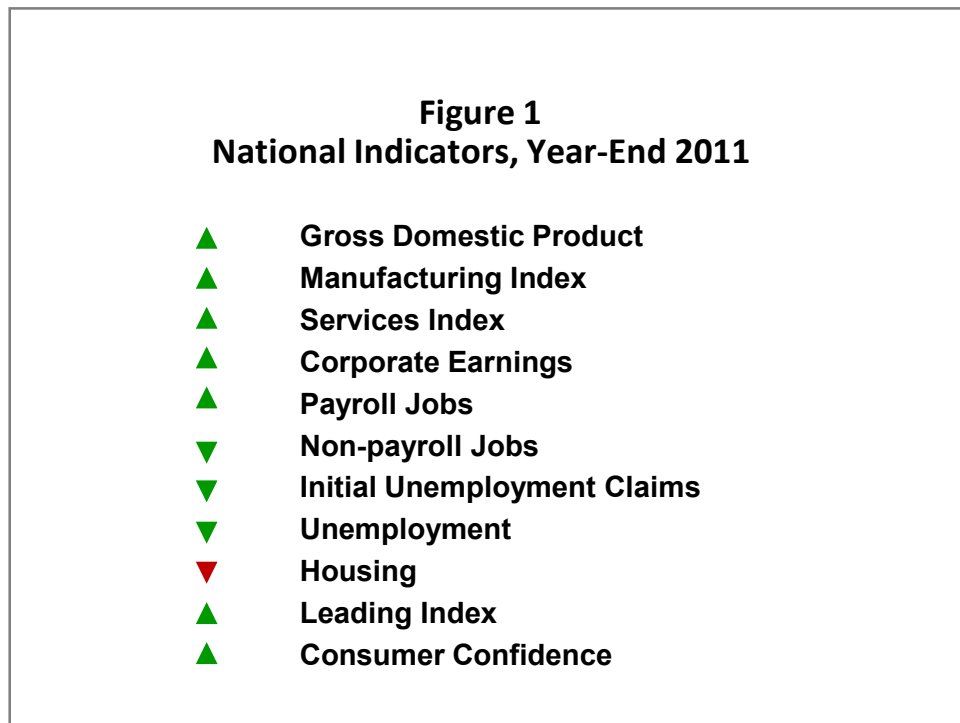 Figure 1
National Indicators, Year-End 2011
Gross Domestic Product
Manufacturing Index
Services Index
Corporate Earnings
Payroll Jobs
Non-payroll Jobs
Initial Unemployment Claims
Unemployment
Housing
Leading Index
Consumer Confidence